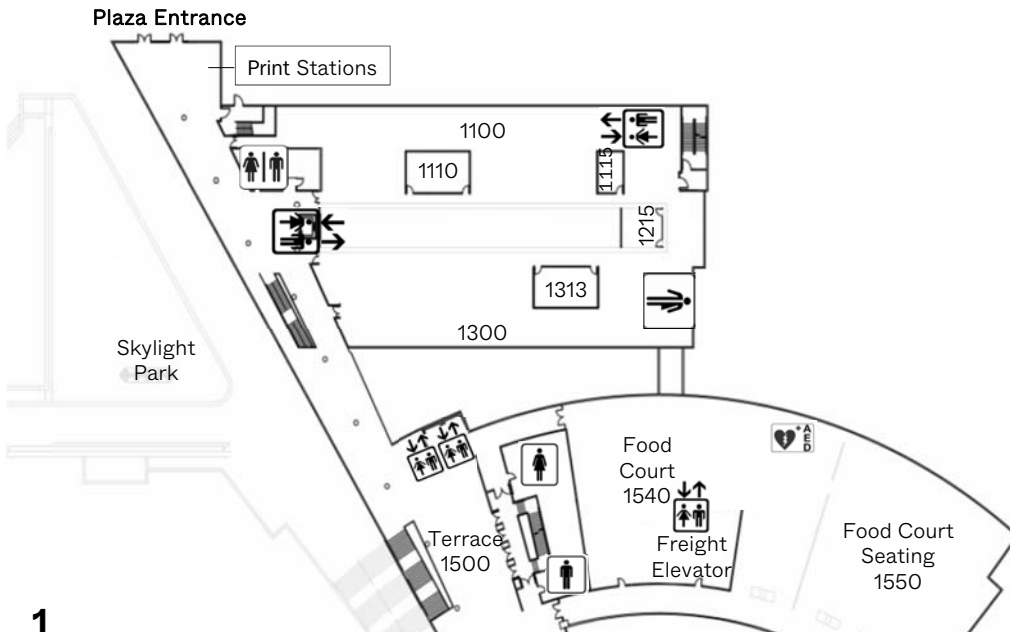 Plaza Entrance
Print Stations
1100
1110
1115
1215
1313
1300
Skylight
Park
Food
Court
1540
AED
Freight
Elevator
Food Court
Seating
1550
Terrace
1500
1